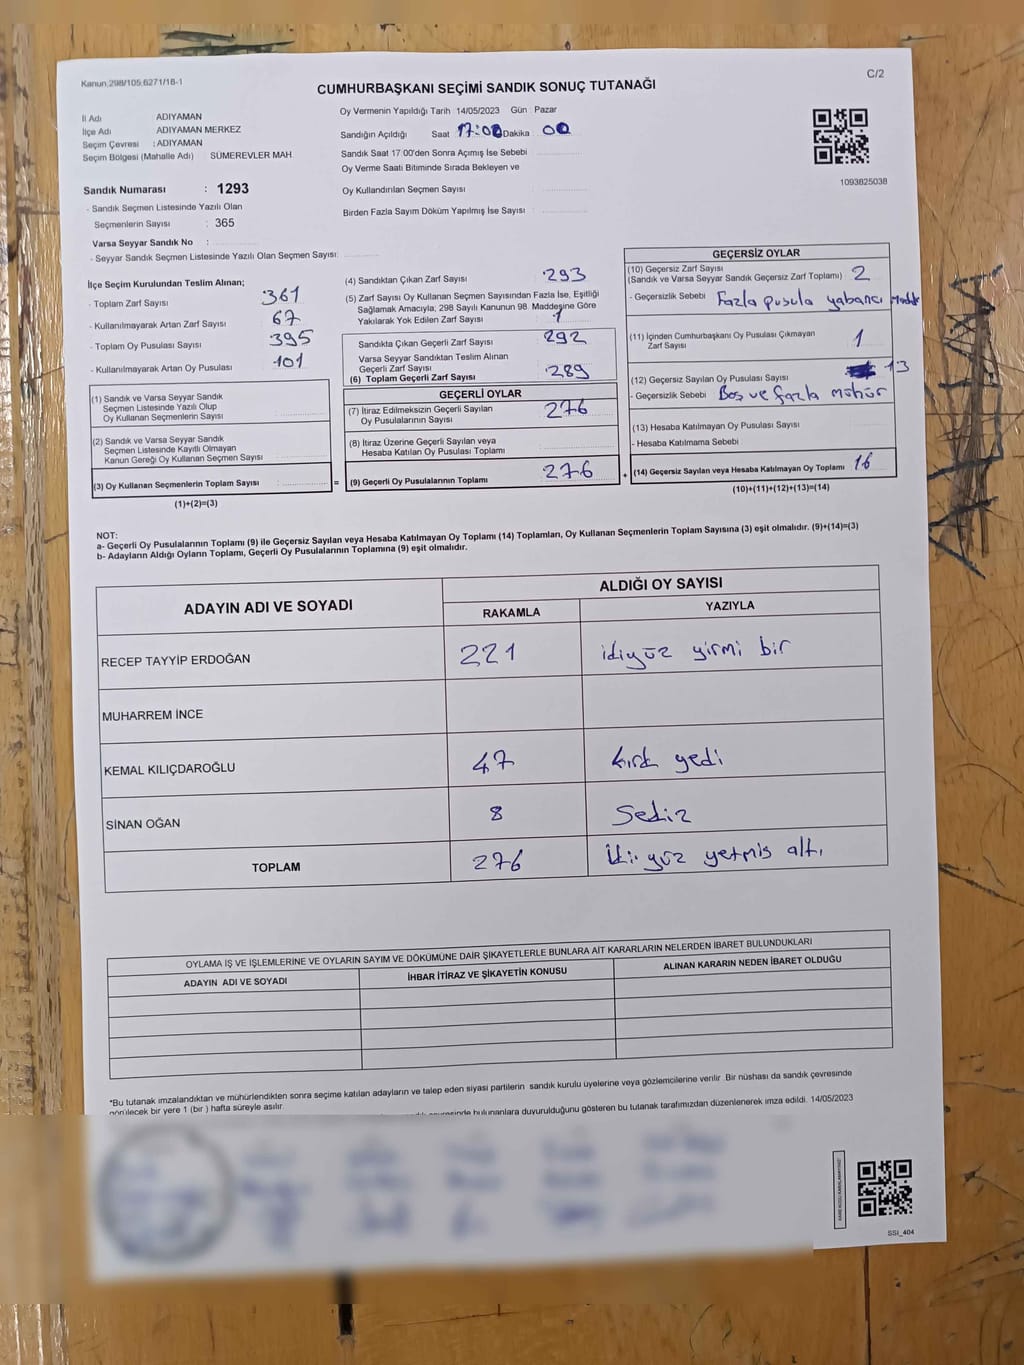 Kanun:298/105,6271/18-1
C/2
CUMHURBAŞKANI SEÇİMİ SANDIK SONUÇ TUTANAĞI
İl Adı ADIYAMAN
İlçe Adı ADIYAMAN MERKEZ
Seçim Çevresi : ADIYAMAN
Seçim Bölgesi (Mahalle Adı) SÜMEREVLER MAH.
Oy Vermenin Yapıldığı Tarih 14/05/2023 Gün : Pazar
Sandığın Açıldığı Saat 17:00 Dakika : 00
Sandık Saat 17:00'den Sonra Açımış İse Sebebi
Oy Verme Saati Bitiminde Sırada Bekleyen ve
Oy Kullandırılan Seçmen Sayısı
Birden Fazla Sayım Döküm Yapılmış İse Sayısı :
1093825038
Sandık Numarası : 1293
- Sandık Seçmen Listesinde Yazılı Olan
Seçmenlerin Sayısı : 365
Varsa Seyyar Sandık No :
- Seyyar Sandık Seçmen Listesinde Yazılı Olan Seçmen Sayısı:
İlçe Seçim Kurulundan Teslim Alınan;
- Toplam Zarf Sayısı 361
- Kullanılmayarak Artan Zarf Sayısı 67
- Toplam Oy Pusulası Sayısı 395
- Kullanılmayarak Artan Oy Pusulası 101
(1) Sandık ve Varsa Seyyar Sandık
Seçmen Listesinde Yazılı Olup
Oy Kullanan Seçmenlerin Sayısı
(2) Sandık ve Varsa Seyyar Sandık
Seçmen Listesinde Kayıtlı Olmayan
Kanun Gereği Oy Kullanan Seçmen Sayısı
(3) Oy Kullanan Seçmenlerin Toplam Sayısı :
=
(1)+(2)=(3)
(4) Sandıktan Çıkan Zarf Sayısı 293
(5) Zarf Sayısı Oy Kullanan Seçmen Sayısından Fazla İse, Eşitliği
Sağlamak Amacıyla, 298 Sayılı Kanunun 98. Maddesine Göre
Yakılarak Yok Edilen Zarf Sayısı 1
Sandıkta Çıkan Geçerli Zarf Sayısı 292
Varsa Seyyar Sandıktan Teslim Alınan
Geçerli Zarf Sayısı
(6) Toplam Geçerli Zarf Sayısı 289
GEÇERLİ OYLAR
(7) İtiraz Edilmeksizin Geçerli Sayılan
Oy Pusulalarının Sayısı 276
(8) İtiraz Üzerine Geçerli Sayılan veya
Hesaba Katılan Oy Pusulası Toplamı
(9) Geçerli Oy Pusulalarının Toplamı 276
+
GEÇERSİZ OYLAR
(10) Geçersiz Zarf Sayısı
(Sandık ve Varsa Seyyar Sandık Geçersiz Zarf Toplamı) 2
- Geçersizlik Sebebi Fazla pusula yabancı
(11) İçinden Cumhurbaşkanı Oy Pusulası Çıkmayan
Zarf Sayısı 1
(12) Geçersiz Sayılan Oy Pusulası Sayısı 13
- Geçersizlik Sebebi Boş ve fazla mühür
(13) Hesaba Katılmayan Oy Pusulası Sayısı
- Hesaba Katılmama Sebebi
(14) Geçersiz Sayılan veya Hesaba Katılmayan Oy Toplamı 16
(10)+(11)+(12)+(13)=(14)
NOT:
a- Geçerli Oy Pusulalarının Toplamı (9) ile Geçersiz Sayılan veya Hesaba Katılmayan Oy Toplamı (14) Toplamları, Oy Kullanan Seçmenlerin Toplam Sayısına (3) eşit olmalıdır. (9)+(14)=(3)
b- Adayların Aldığı Oyların Toplamı, Geçerli Oy Pusulalarının Toplamına (9) eşit olmalıdır.
ADAYIN ADI VE SOYADI ALDIĞI OY SAYISI
RAKAMLA YAZIYLA
RECEP TAYYİP ERDOĞAN 221 idiyüz yirmi bir
MUHARREM İNCE
KEMAL KILIÇDAROĞLU 47 kırk yedi
SİNAN OĞAN 8 Sekiz
TOPLAM 276 İki yüz yetmis altı
OYLAMA İŞ VE İŞLEMLERİNE VE OYLARIN SAYIM VE DÖKÜMÜNE DAİR ŞİKAYETLERLE BUNLARA AİT KARARLARIN NELERDEN İBARET BULUNDUKLARI
ADAYIN ADI VE SOYADI İHBAR İTİRAZ VE ŞİKAYETİN KONUSU ALINAN KARARIN NEDEN İBARET OLDUĞU
*Bu tutanak imzalandıktan ve mühürlendikten sonra seçime katılan adayların ve talep eden siyasi partilerin sandık kurulu üyelerine veya gözlemcilerine verilir. Bir nüshası da sandık çevresinde
görülecek bir yere 1 (bir ) hafta süreyle asılır.
bulunanlara duyurulduğunu gösteren bu tutanak tarafımızdan düzenlenerek imza edildi. 14/05/2023
SSİ_404